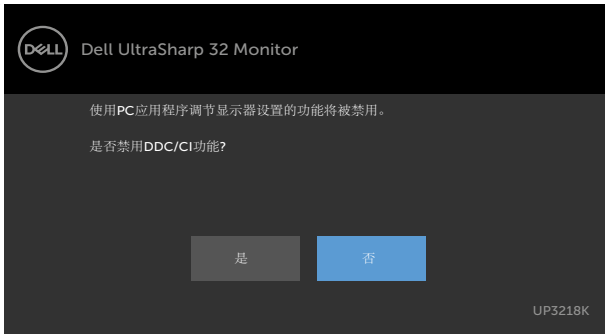 DELL
Dell UltraSharp 32 Monitor
使用PC应用程序调节显示器设置的功能将被禁用。
是否禁用DDC/CI功能?
是
否
UP3218K